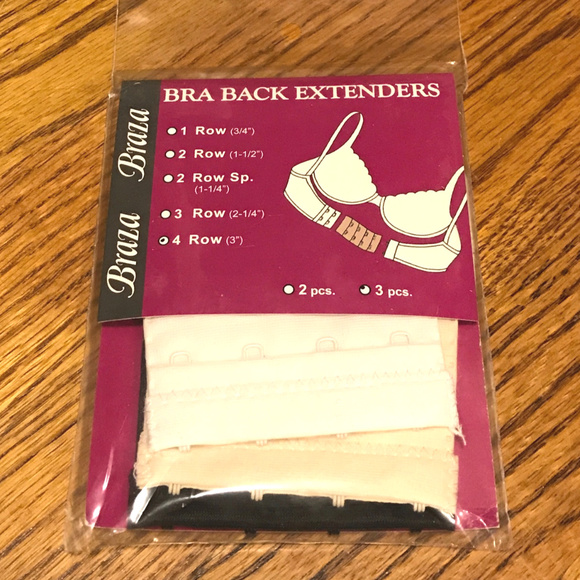 BRA BACK EXTENDERS
Braza Braza
1 Row (3/4")
2 Row (1-1/2")
2 Row Sp.
(1-1/4")
3 Row (2-1/4")
4 Row (3")
2 pcs. 3 pcs.